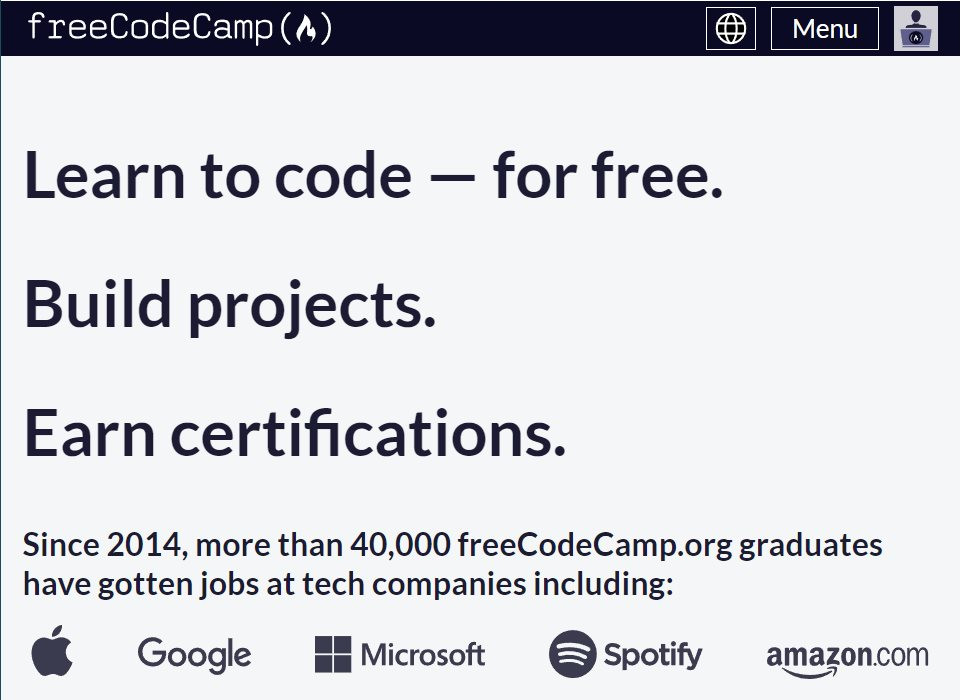 freeCodeCamp(🔥)
Menu
Learn to code — for free.
Build projects.
Earn certifications.
Since 2014, more than 40,000 freeCodeCamp.org graduates
have gotten jobs at tech companies including:
Google
Microsoft
Spotify
amazon.com